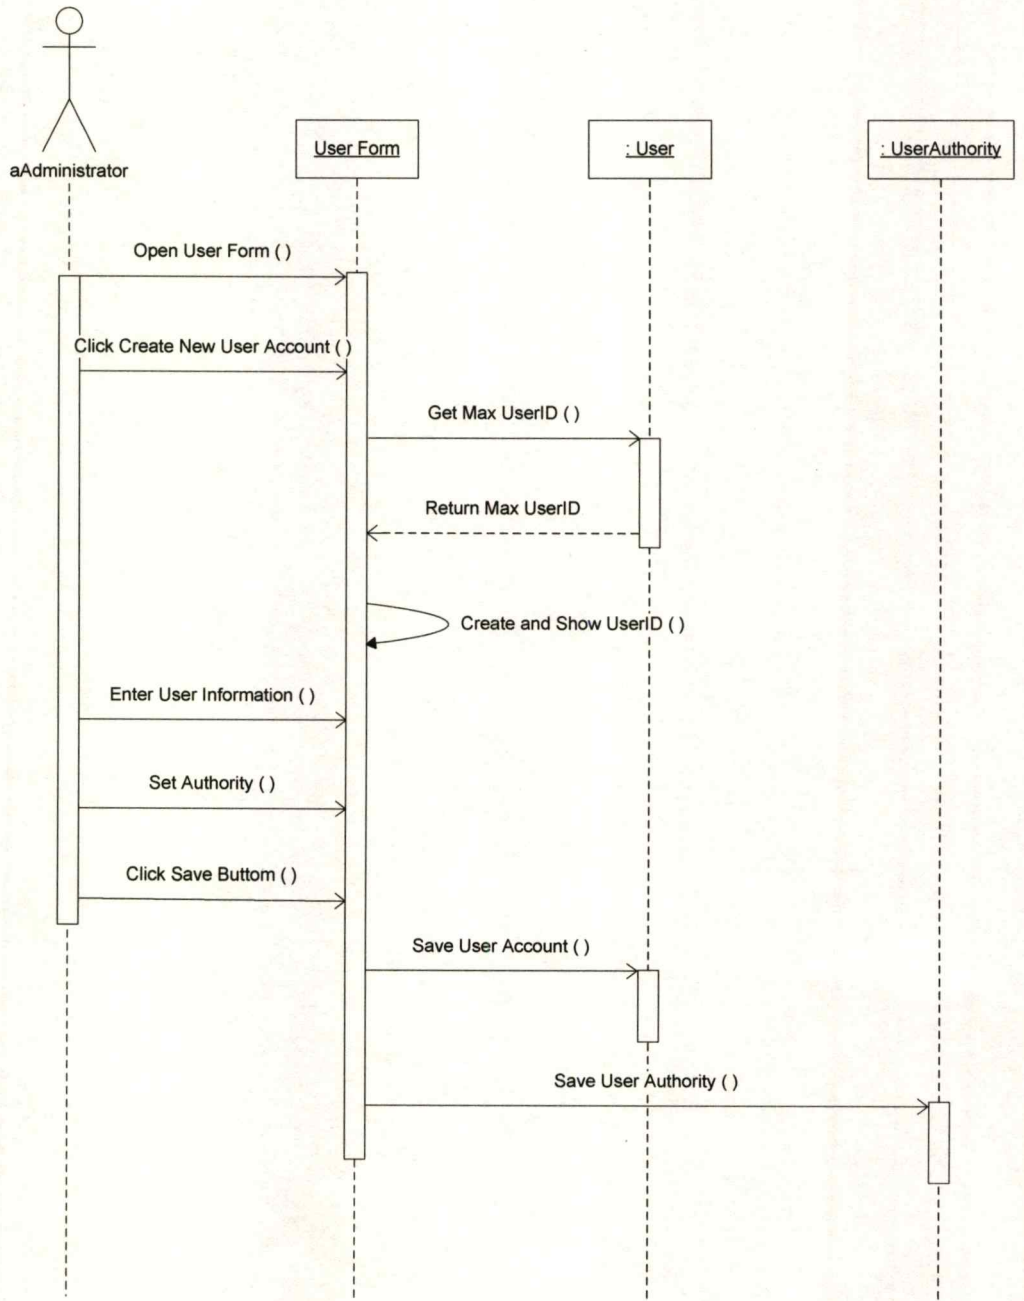 aAdministrator
User Form
: User
: UserAuthority
Open User Form ( )
Click Create New User Account ( )
Get Max UserID ( )
Return Max UserID
Create and Show UserID ( )
Enter User Information ( )
Set Authority ( )
Click Save Buttom ( )
Save User Account ( )
Save User Authority ( )